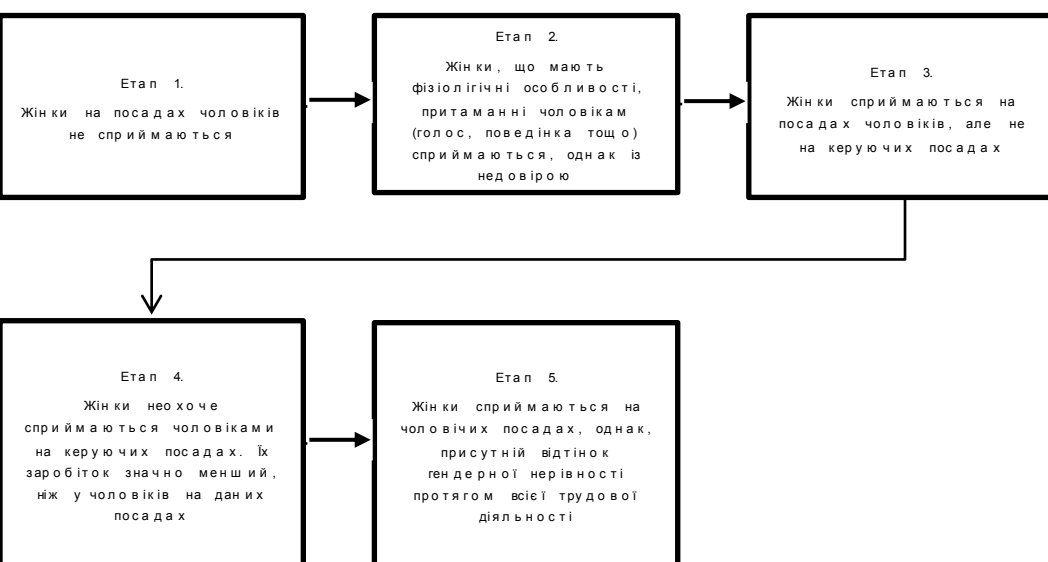 Етап 1.
Жінки на посадах чоловіків
не сприймаються
Етап 2.
Жінки, що мають
фізіологічні особливості,
притаманні чоловікам
(голос, поведінка тощо)
сприймаються, однак із
недовірою
Етап 3.
Жінки сприймаються на
посадах чоловіків, але не
на керуючих посадах
Етап 4.
Жінки неохоче
сприймаються чоловіками
на керуючих посадах. Їх
заробіток значно менший,
ніж у чоловіків на даних
посадах
Етап 5.
Жінки сприймаються на
чоловічих посадах, однак,
присутній відтінок
гендерної нерівності
протягом всієї трудової
діяльності